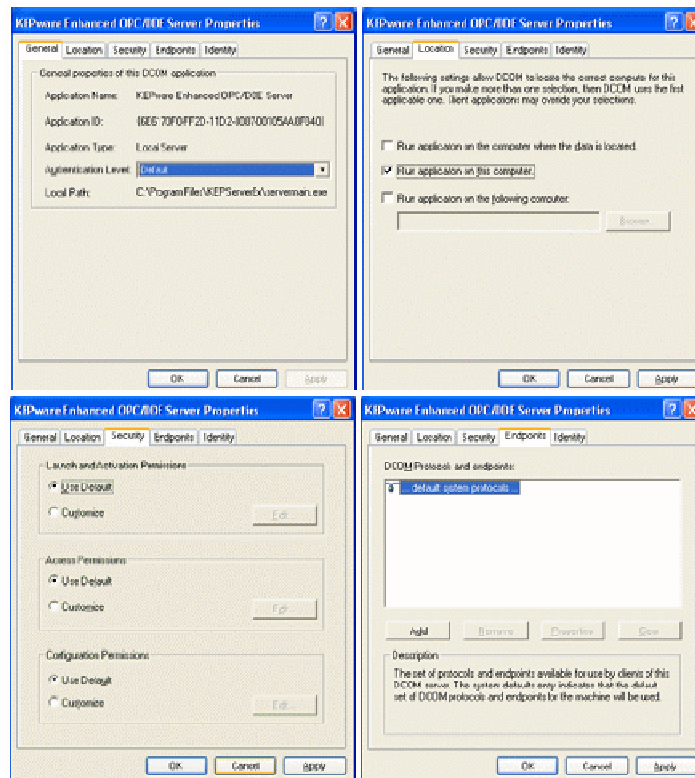 KEPware Enhanced OPC/DDE Server Properties
General Location Security Endpoints Identity
General properties of this DCOM application
Application Name: KEPware Enhanced OPC/DDE Server
Application ID:
Application Type: Local Server
Authentication Level: Default
Local Path: C:\ProgramFiles\KEPServerEx\servermain.exe
OK Cancel Apply
KEPware Enhanced OPC/DDE Server Properties
General Location Security Endpoints Identity
The following settings allow DCOM to locate the correct computer for this
application. If you make more than one selection, then DCOM uses the first
applicable one. Client applications may override your selections.
Run application on the computer where the data is located.
Run application on this computer.
Run application on the following computer:
Browse...
OK Cancel Apply
KEPware Enhanced OPC/DDE Server Properties
General Location Security Endpoints Identity
Launch and Activation Permissions
Use Default
Customize Edit...
Access Permissions
Use Default
Customize Edit...
Configuration Permissions
Use Default
Customize Edit...
OK Cancel Apply
KEPware Enhanced OPC/DDE Server Properties
General Location Security Endpoints Identity
DCOM Protocols and endpoints:
... default system protocols ...
Add Remove Properties
Description
The set of protocols and endpoints available for use by clients of this
DCOM server. The system defaults entry indicates that the default
set of DCOM protocols and endpoints for the machine will be used.
OK Cancel Apply